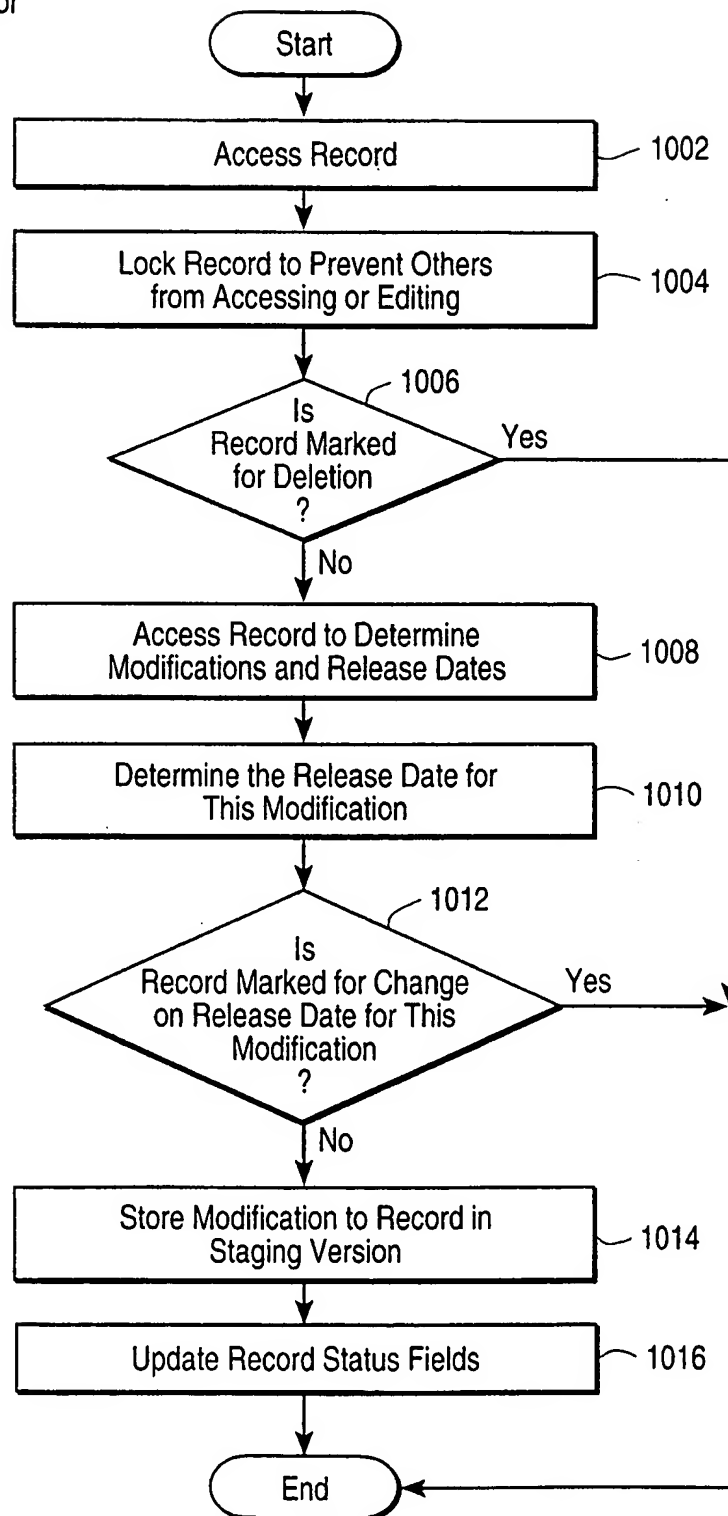 Start
Access Record
1002
Lock Record to Prevent Others
from Accessing or Editing
1004
1006
Is
Record Marked
for Deletion
?
Yes
No
Access Record to Determine
Modifications and Release Dates
1008
Determine the Release Date for
This Modification
1010
1012
Is
Record Marked for Change
on Release Date for This
Modification
?
Yes
No
Store Modification to Record in
Staging Version
1014
Update Record Status Fields
1016
End